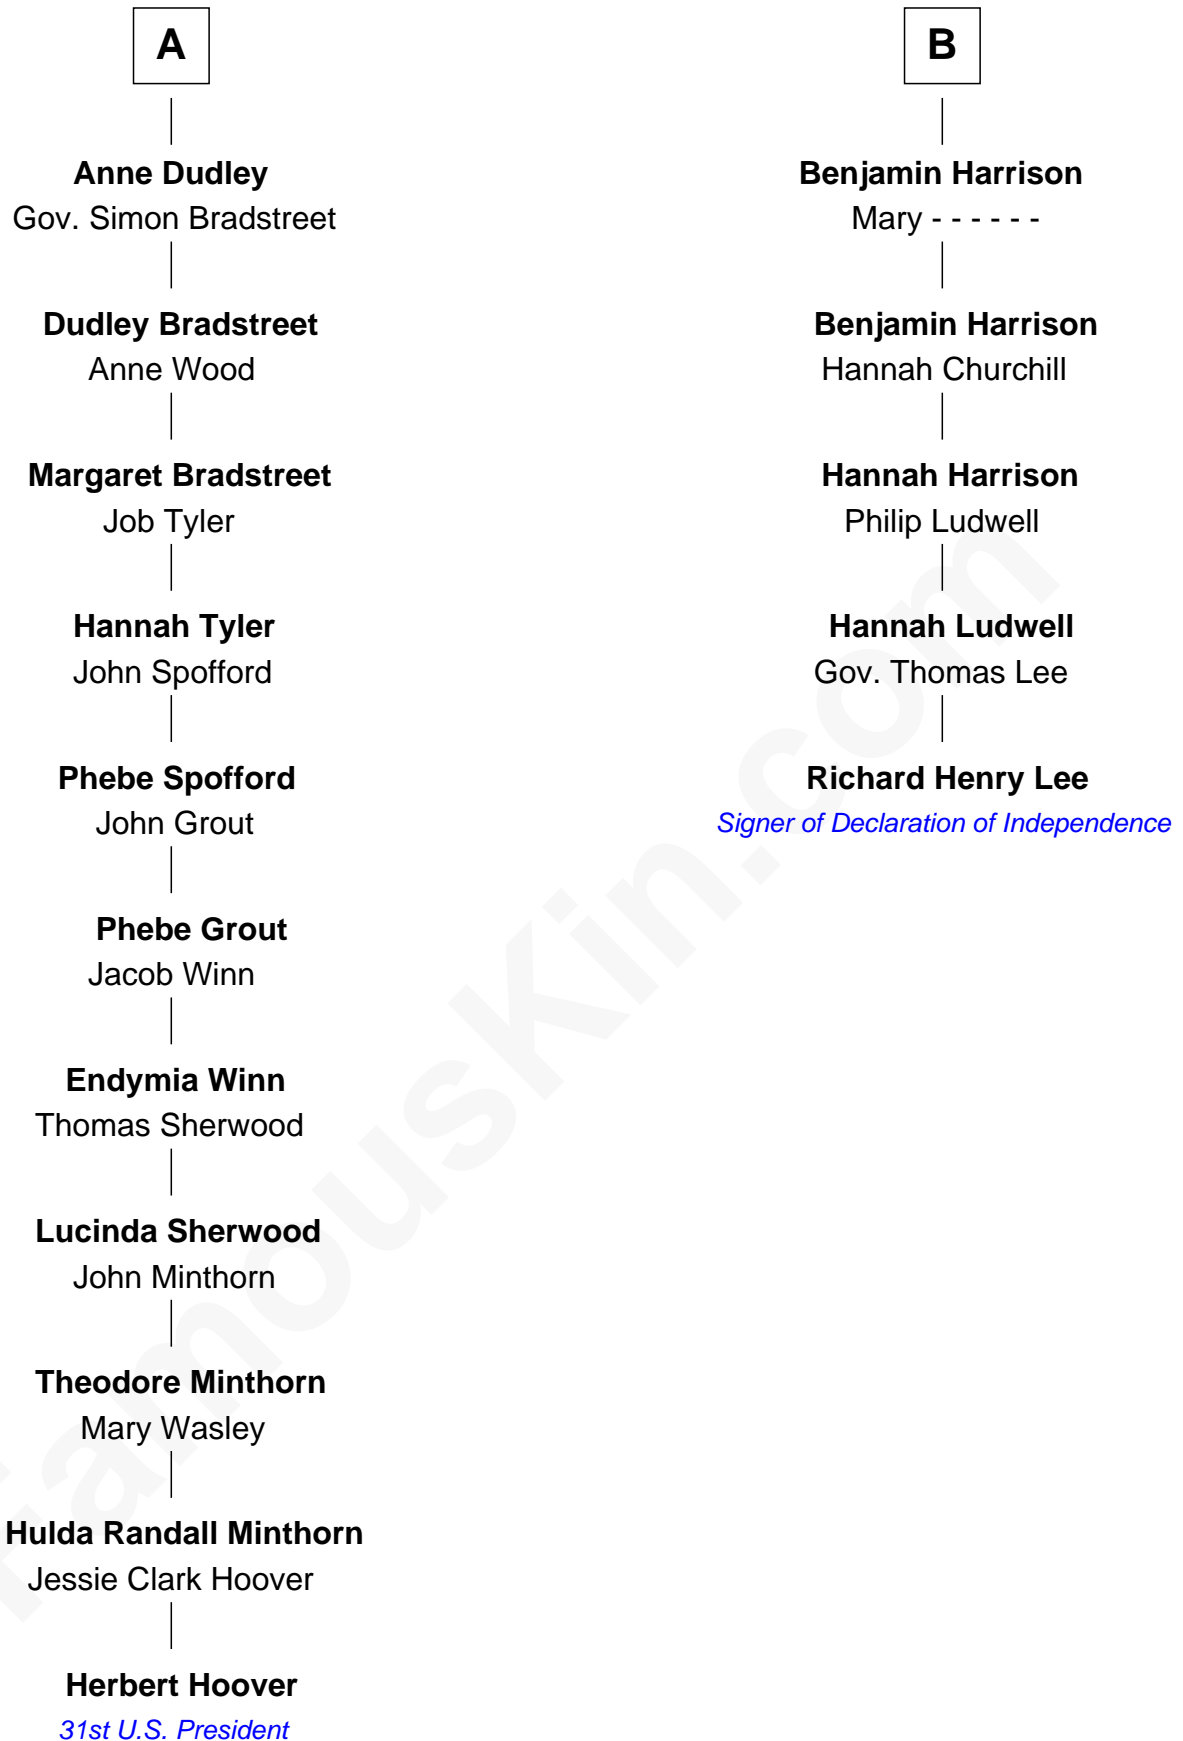 A
Anne Dudley
Gov. Simon Bradstreet
Dudley Bradstreet
Anne Wood
Margaret Bradstreet
Job Tyler
Hannah Tyler
John Spofford
Phebe Spofford
John Grout
Phebe Grout
Jacob Winn
Endymia Winn
Thomas Sherwood
Lucinda Sherwood
John Minthorn
Theodore Minthorn
Mary Wasley
Hulda Randall Minthorn
Jessie Clark Hoover
Herbert Hoover
31st U.S. President
B
Benjamin Harrison
Mary - - - - - -
Benjamin Harrison
Hannah Churchill
Hannah Harrison
Philip Ludwell
Hannah Ludwell
Gov. Thomas Lee
Richard Henry Lee
Signer of Declaration of Independence
FamousKin.com